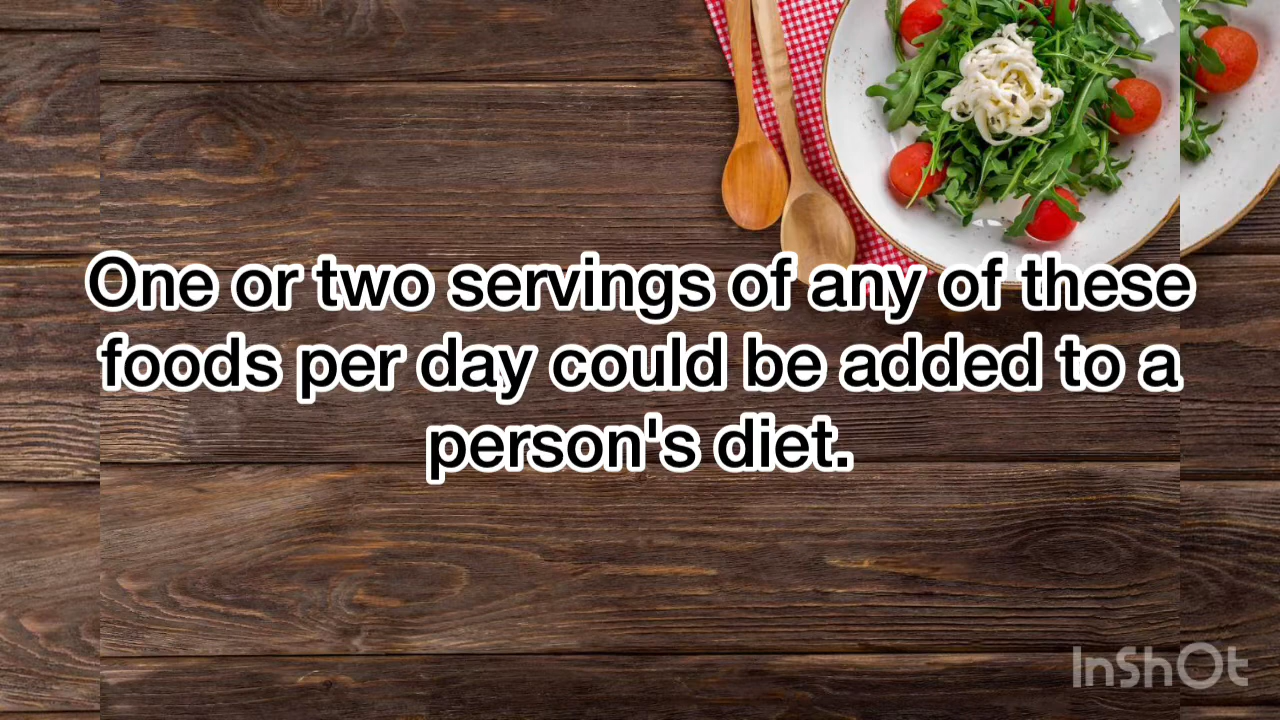 One or two servings of any of these
foods per day could be added to a
person's diet.
InShOt